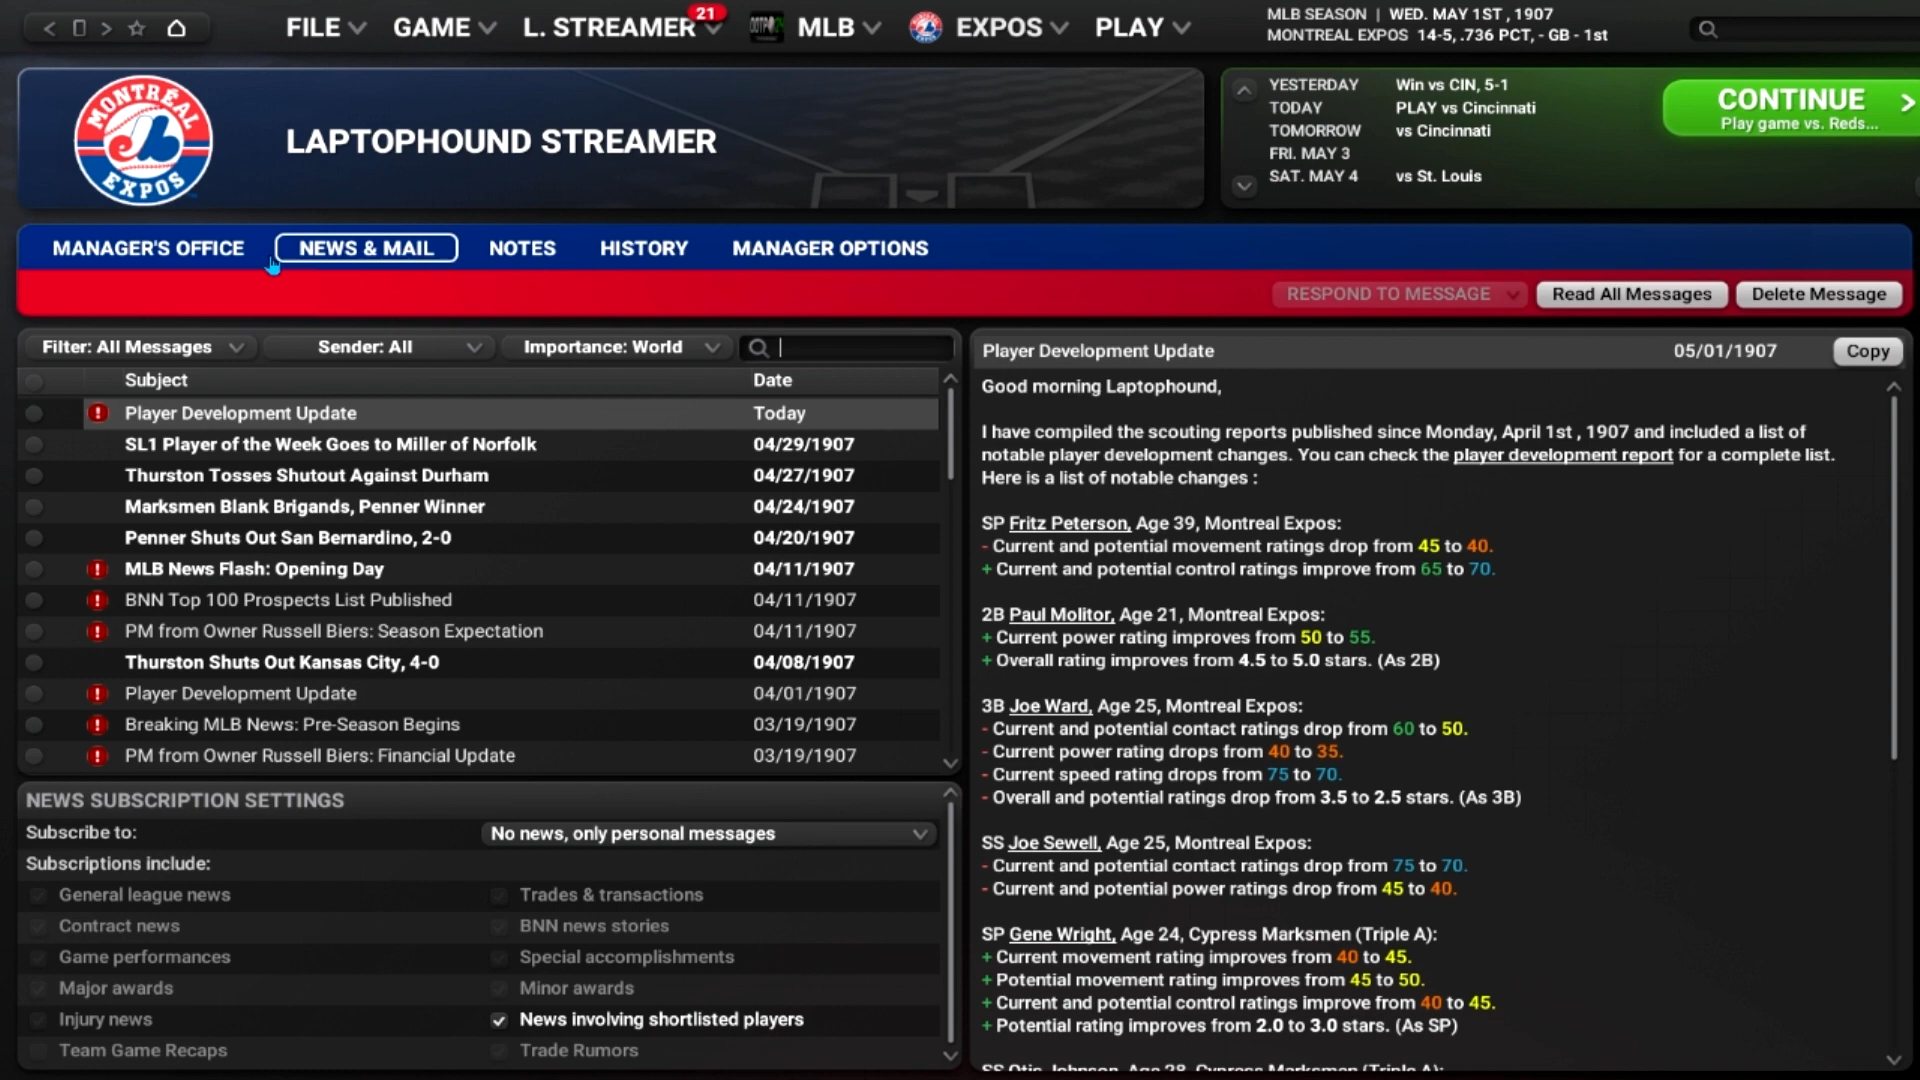 FILE
GAME
L. STREAMER
21
MLB
EXPOS
PLAY
MLB SEASON | WED. MAY 1ST , 1907
MONTREAL EXPOS 14-5, .736 PCT, - GB - 1st
MONTRÉAL
EXPOS
LAPTOPHOUND STREAMER
YESTERDAY Win vs CIN, 5-1
TODAY PLAY vs Cincinnati
TOMORROW vs Cincinnati
FRI. MAY 3
SAT. MAY 4 vs St. Louis
CONTINUE
Play game vs. Reds...
MANAGER'S OFFICE
NEWS & MAIL
NOTES
HISTORY
MANAGER OPTIONS
RESPOND TO MESSAGE
Read All Messages
Delete Message
Filter: All Messages
Sender: All
Importance: World
Subject Date
Player Development Update Today
SL1 Player of the Week Goes to Miller of Norfolk 04/29/1907
Thurston Tosses Shutout Against Durham 04/27/1907
Marksmen Blank Brigands, Penner Winner 04/24/1907
Penner Shuts Out San Bernardino, 2-0 04/20/1907
MLB News Flash: Opening Day 04/11/1907
BNN Top 100 Prospects List Published 04/11/1907
PM from Owner Russell Biers: Season Expectation 04/11/1907
Thurston Shuts Out Kansas City, 4-0 04/08/1907
Player Development Update 04/01/1907
Breaking MLB News: Pre-Season Begins 03/19/1907
PM from Owner Russell Biers: Financial Update 03/19/1907
NEWS SUBSCRIPTION SETTINGS
Subscribe to: No news, only personal messages
Subscriptions include:
General league news Trades & transactions
Contract news BNN news stories
Game performances Special accomplishments
Major awards Minor awards
Injury news News involving shortlisted players
Team Game Recaps Trade Rumors
Player Development Update 05/01/1907 Copy
Good morning Laptophound,
I have compiled the scouting reports published since Monday, April 1st , 1907 and included a list of
notable player development changes. You can check the player development report for a complete list.
Here is a list of notable changes :
SP Fritz Peterson, Age 39, Montreal Expos:
- Current and potential movement ratings drop from 45 to 40.
+ Current and potential control ratings improve from 65 to 70.
2B Paul Molitor, Age 21, Montreal Expos:
+ Current power rating improves from 50 to 55.
+ Overall rating improves from 4.5 to 5.0 stars. (As 2B)
3B Joe Ward, Age 25, Montreal Expos:
- Current and potential contact ratings drop from 60 to 50.
- Current power rating drops from 40 to 35.
- Current speed rating drops from 75 to 70.
- Overall and potential ratings drop from 3.5 to 2.5 stars. (As 3B)
SS Joe Sewell, Age 25, Montreal Expos:
- Current and potential contact ratings drop from 75 to 70.
- Current and potential power ratings drop from 45 to 40.
SP Gene Wright, Age 24, Cypress Marksmen (Triple A):
+ Current movement rating improves from 40 to 45.
+ Potential movement rating improves from 45 to 50.
+ Current and potential control ratings improve from 40 to 45.
+ Potential rating improves from 2.0 to 3.0 stars. (As SP)
SS Otis Johnson, Age 28, Cypress Marksmen (Triple A):